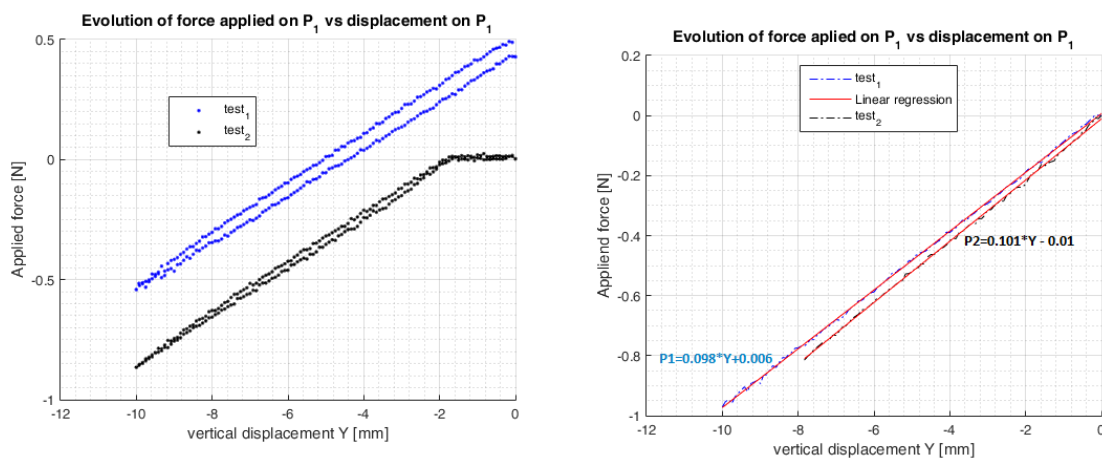 Evolution of force applied on P1 vs displacement on P1
0.5
0
-0.5
-1
Applied force [N]
test1
test2
-12 -10 -8 -6 -4 -2 0
vertical displacement Y [mm]
Evolution of force aplied on P1 vs displacement on P1
0.2
0
-0.2
-0.4
-0.6
-0.8
-1
Appliend force [N]
test1
Linear regression
test2
P2=0.101*Y - 0.01
P1=0.098*Y+0.006
-12 -10 -8 -6 -4 -2 0
vertical displacement Y [mm]